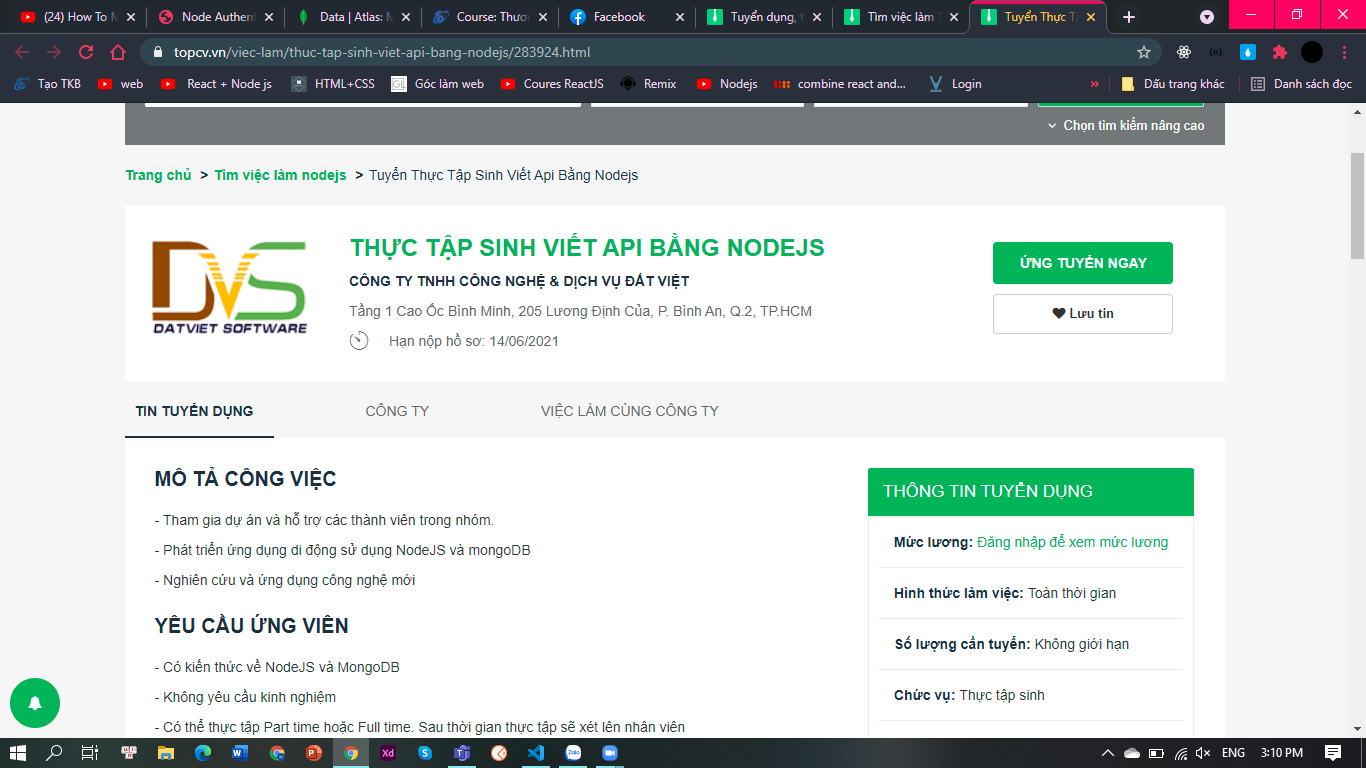 (24) How To M
Node Authent
Data | Atlas: M
Course: Thươ
Facebook
Tuyển dụng, t
Tìm việc làm T
Tuyển Thực Tậ
topcv.vn/viec-lam/thuc-tap-sinh-viet-api-bang-nodejs/283924.html
Tạo TKB
web
React + Node js
HTML+CSS
GL
Góc làm web
Coures ReactJS
Remix
Nodejs
combine react and...
Login
»
Dấu trang khác
Danh sách đọc
Chọn tìm kiếm nâng cao
Trang chủ > Tìm việc làm nodejs > Tuyển Thực Tập Sinh Viết Api Bằng Nodejs
DVS
DATVIET SOFTWARE
THỰC TẬP SINH VIẾT API BẰNG NODEJS
CÔNG TY TNHH CÔNG NGHỆ & DỊCH VỤ ĐẤT VIỆT
Tầng 1 Cao Ốc Bình Minh, 205 Lương Định Của, P. Bình An, Q.2, TP.HCM
Hạn nộp hồ sơ: 14/06/2021
ỨNG TUYỂN NGAY
Lưu tin
TIN TUYỂN DỤNG
CÔNG TY
VIỆC LÀM CÙNG CÔNG TY
MÔ TẢ CÔNG VIỆC
- Tham gia dự án và hỗ trợ các thành viên trong nhóm.
- Phát triển ứng dụng di động sử dụng NodeJS và mongoDB
- Nghiên cứu và ứng dụng công nghệ mới
YÊU CẦU ỨNG VIÊN
- Có kiến thức về NodeJS và MongoDB
- Không yêu cầu kinh nghiệm
- Có thể thực tập Part time hoặc Full time. Sau thời gian thực tập sẽ xét lên nhân viên
THÔNG TIN TUYỂN DỤNG
Mức lương: Đăng nhập để xem mức lương
Hình thức làm việc: Toàn thời gian
Số lượng cần tuyển: Không giới hạn
Chức vụ: Thực tập sinh
ENG
3:10 PM